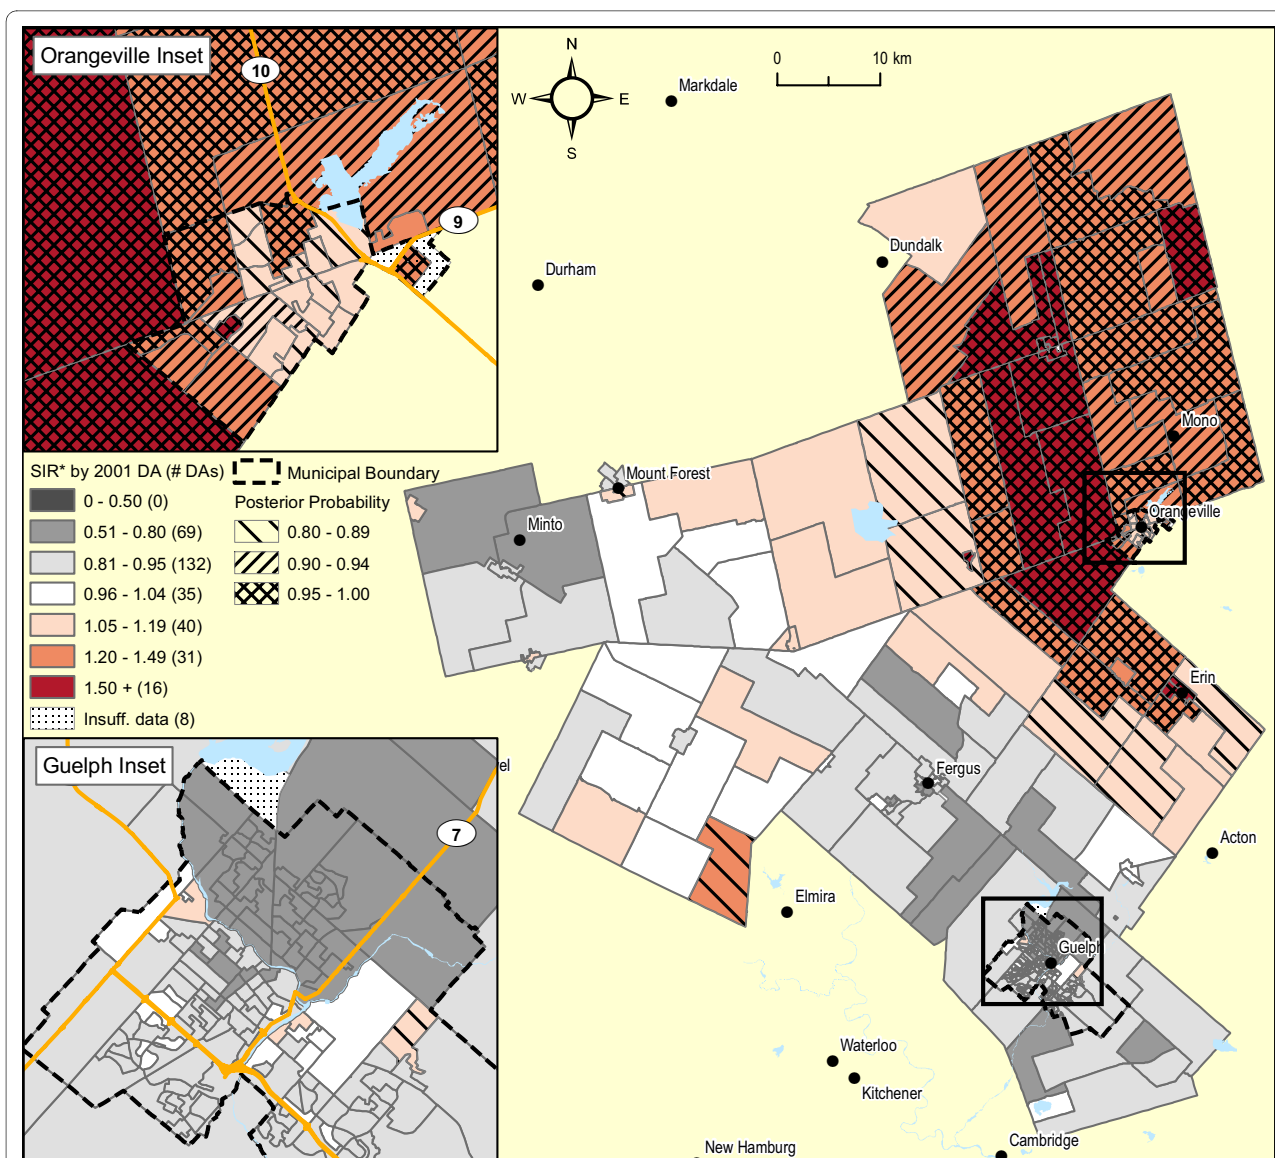 Orangeville Inset
10
9
N
W
E
S
0
10 km
Markdale
Durham
Dundalk
Mono
Mount Forest
Minto
Orangeville
Erin
Fergus
Acton
Elmira
Guelph
Waterloo
Kitchener
New Hamburg
Cambridge
SIR* by 2001 DA (# DAs)
0 - 0.50 (0)
0.51 - 0.80 (69)
0.81 - 0.95 (132)
0.96 - 1.04 (35)
1.05 - 1.19 (40)
1.20 - 1.49 (31)
1.50 + (16)
Insuff. data (8)
Municipal Boundary
Posterior Probability
0.80 - 0.89
0.90 - 0.94
0.95 - 1.00
Guelph Inset
7
el